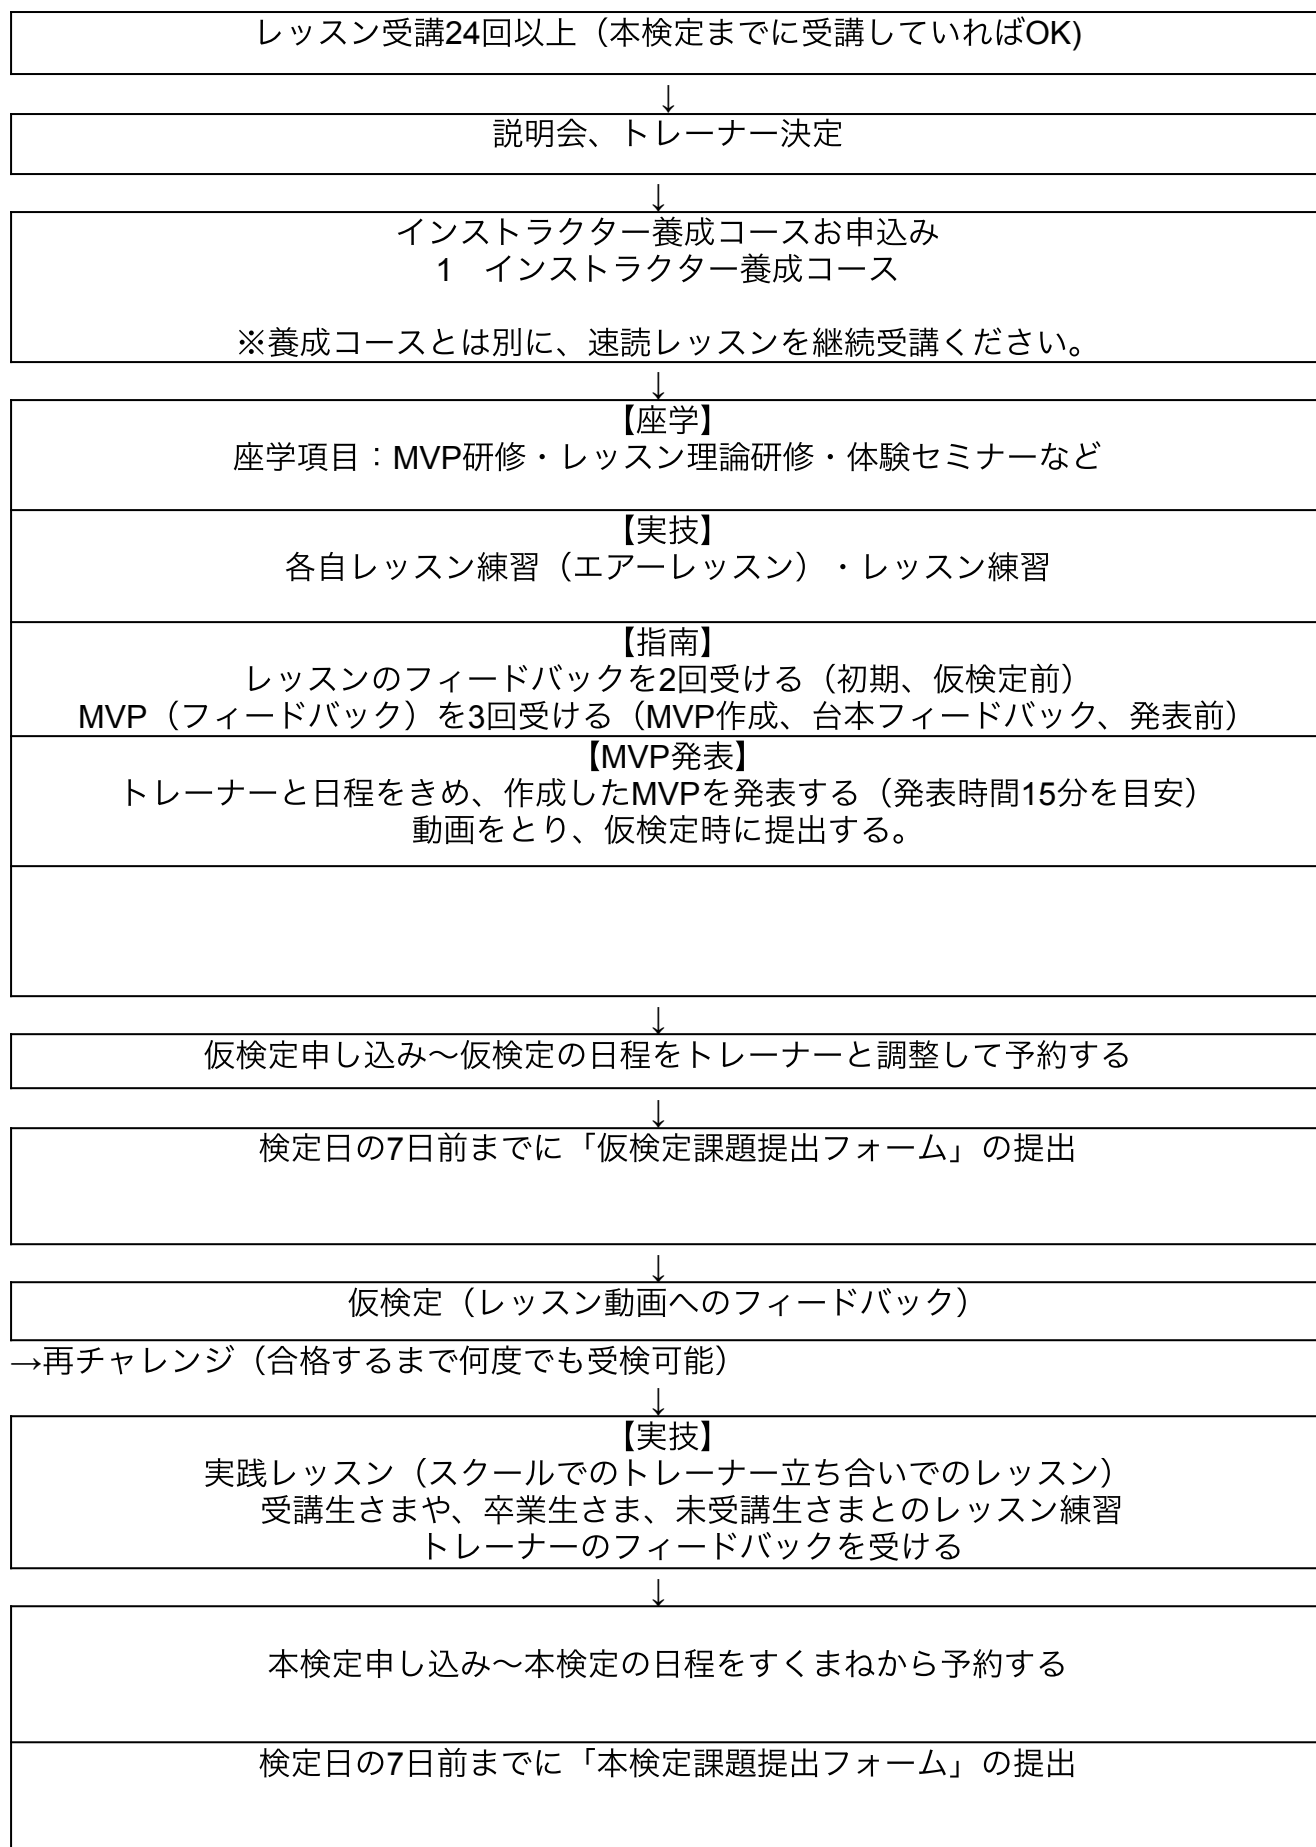 レッスン受講24回以上（本検定までに受講していればOK)
↓
説明会、トレーナー決定
↓
インストラクター養成コースお申込み
1　インストラクター養成コース
※養成コースとは別に、速読レッスンを継続受講ください。
↓
【座学】
座学項目：MVP研修・レッスン理論研修・体験セミナーなど
【実技】
各自レッスン練習（エアーレッスン）・レッスン練習
【指南】
レッスンのフィードバックを2回受ける（初期、仮検定前）
MVP（フィードバック）を3回受ける（MVP作成、台本フィードバック、発表前）
【MVP発表】
トレーナーと日程をきめ、作成したMVPを発表する（発表時間15分を目安）
動画をとり、仮検定時に提出する。
↓
仮検定申し込み～仮検定の日程をトレーナーと調整して予約する
↓
検定日の7日前までに「仮検定課題提出フォーム」の提出
↓
仮検定（レッスン動画へのフィードバック）
→再チャレンジ（合格するまで何度でも受検可能）
↓
【実技】
実践レッスン（スクールでのトレーナー立ち合いでのレッスン）
受講生さまや、卒業生さま、未受講生さまとのレッスン練習
トレーナーのフィードバックを受ける
↓
本検定申し込み～本検定の日程をすくまねから予約する
検定日の7日前までに「本検定課題提出フォーム」の提出